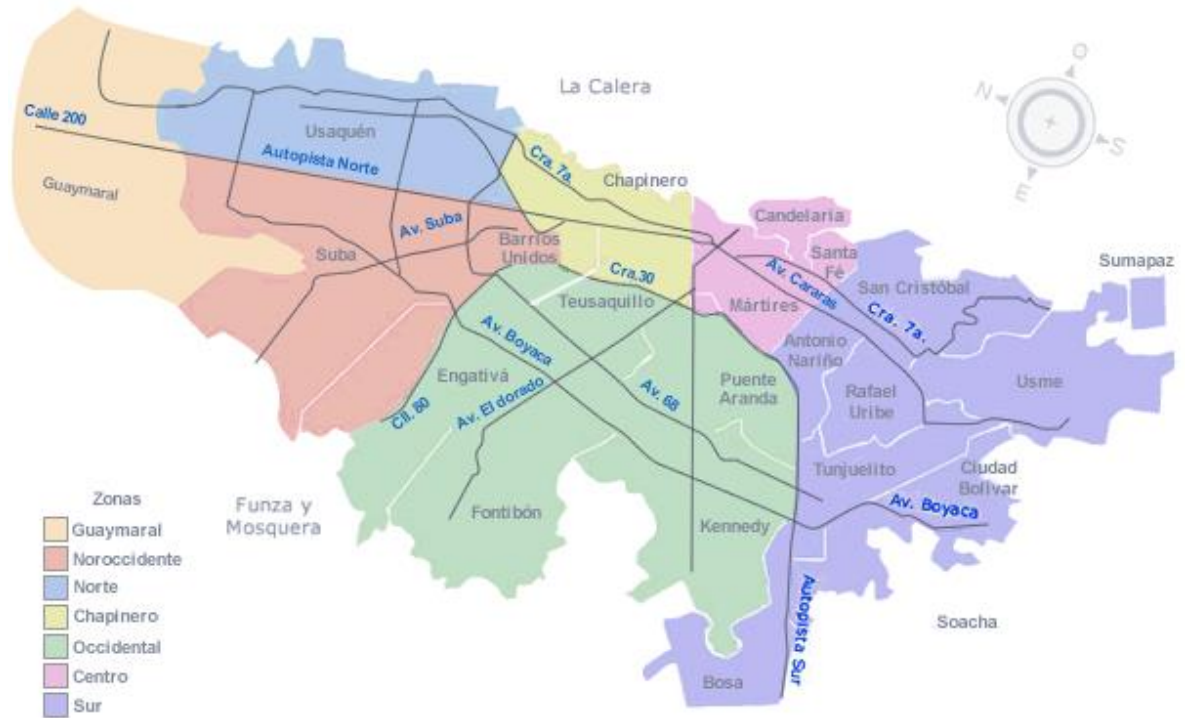 La Calera
O
N
S
E
Calle 200
Usaquén
Autopista Norte
Cra. 7a.
Chapinero
Guaymaral
Av. Suba
Barrios
Unidos
Suba
Candelaria
Santa
Fé
Sumapaz
Cra.30
Av. Cararas
San Cristóbal
Teusaquillo
Mártires
Cra. 7a.
Av. Boyaca
Antonio
Nariño
Engativá
Av. El dorado
Cll. 80
Av. 68
Puente
Aranda
Rafael
Uribe
Usme
Tunjuelito
Ciudad
Bolivar
Av. Boyaca
Zonas
Guaymaral
Noroccidente
Norte
Chapinero
Occidental
Centro
Sur
Funza y
Mosquera
Fontibón
Kennedy
Autopista Sur
Soacha
Bosa